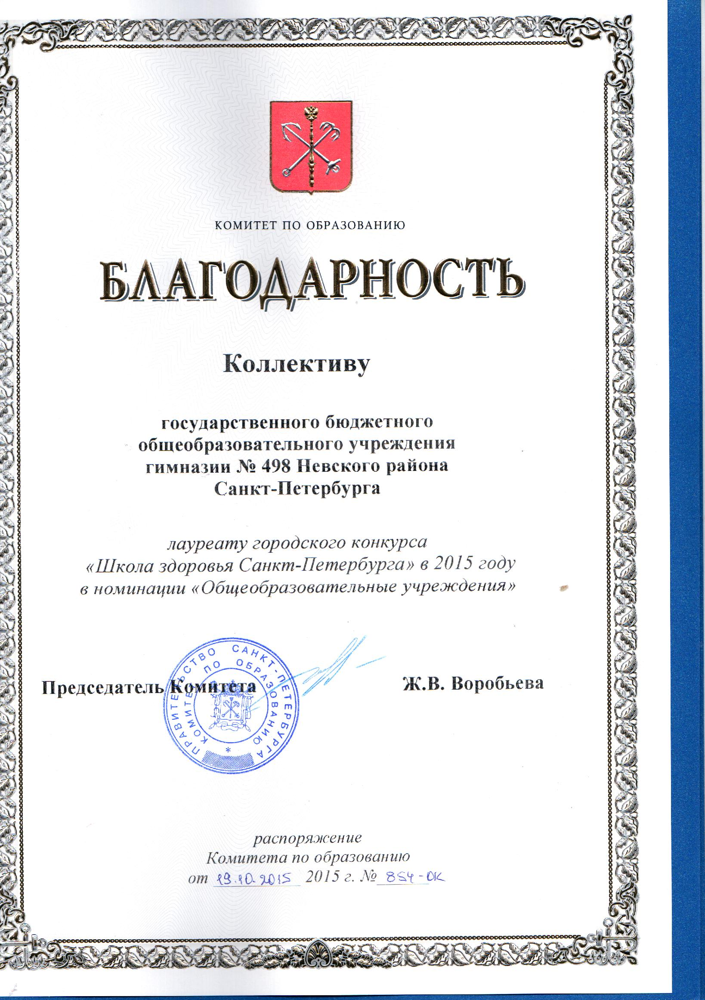 КОМИТЕТ ПО ОБРАЗОВАНИЮ
БЛАГОДАРНОСТЬ
Коллективу
государственного бюджетного
общеобразовательного учреждения
гимназии № 498 Невского района
Санкт-Петербурга
лауреату городского конкурса
«Школа здоровья Санкт-Петербурга» в 2015 году
в номинации «Общеобразовательные учреждения»
Председатель Комитета Ж.В. Воробьева
ПРАВИТЕЛЬСТВО САНКТ-ПЕТЕРБУРГА
КОМИТЕТ ПО ОБРАЗОВАНИЮ
*
распоряжение
Комитета по образованию
от 19.10.2015 2015 г. № 854-ОК